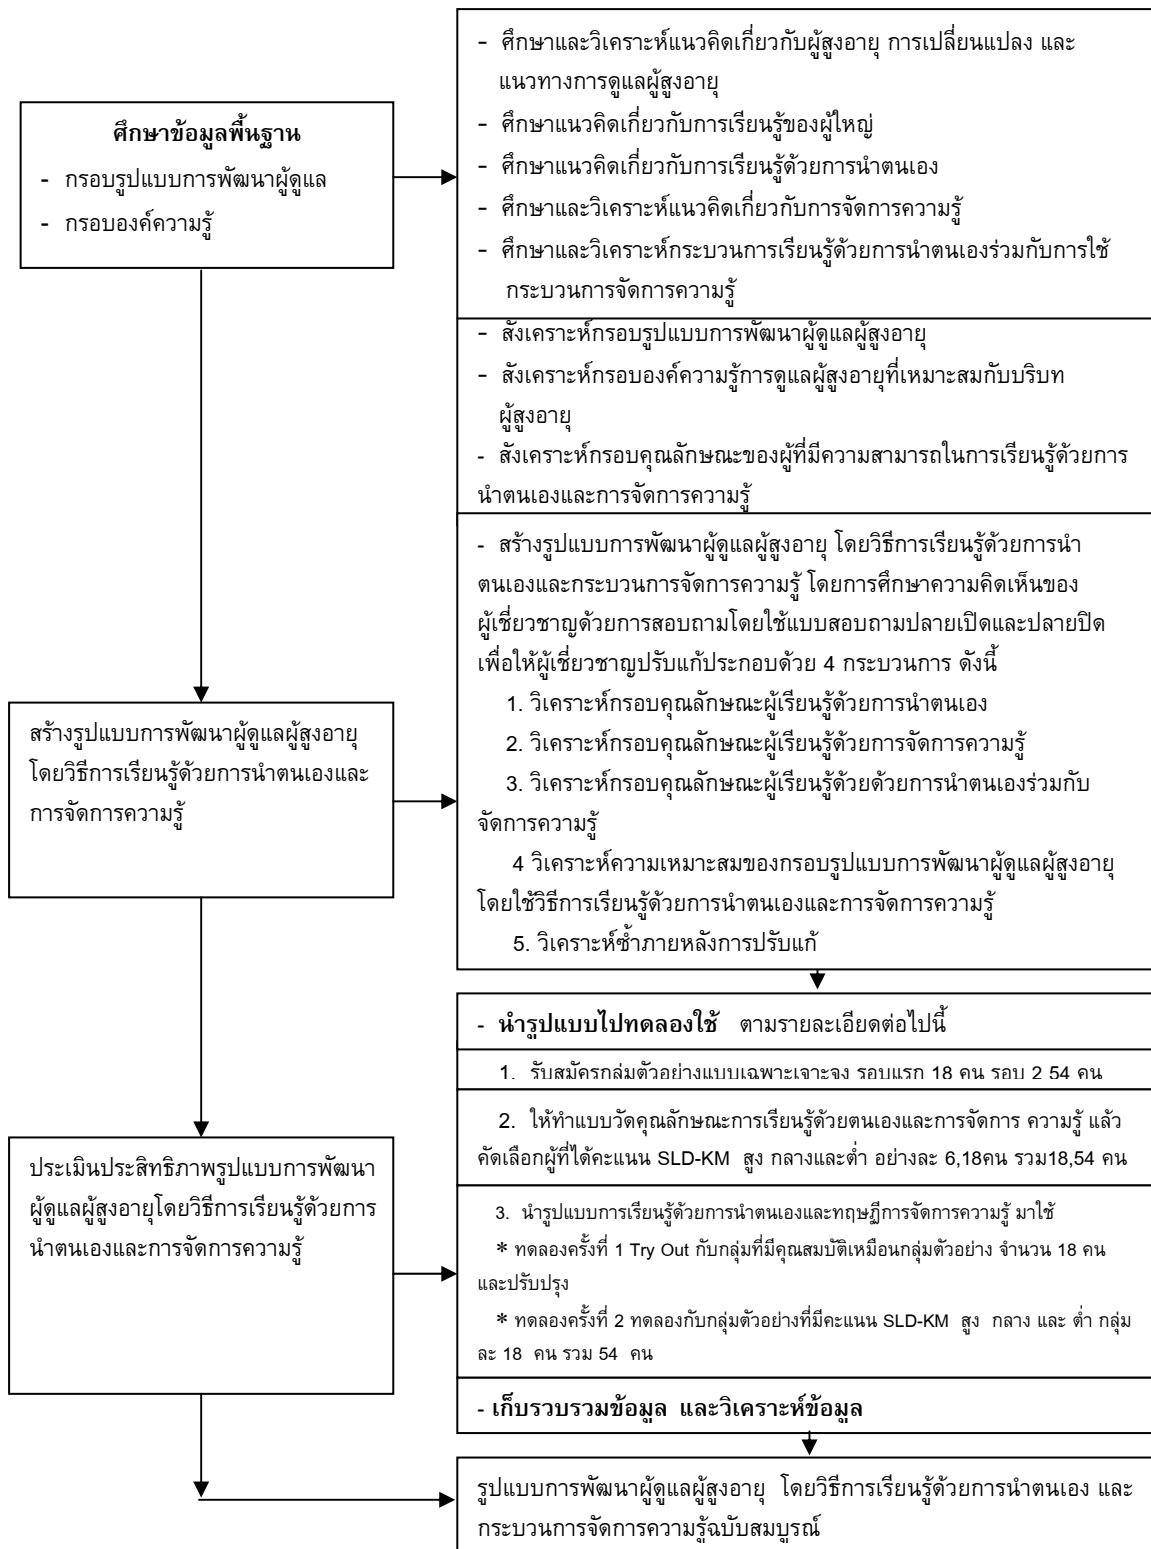 ศึกษาข้อมูลพื้นฐาน
- กรอบรูปแบบการพัฒนาผู้ดูแล
- กรอบองค์ความรู้
- ศึกษาและวิเคราะห์แนวคิดเกี่ยวกับผู้สูงอายุ การเปลี่ยนแปลง และ
แนวทางการดูแลผู้สูงอายุ
- ศึกษาแนวคิดเกี่ยวกับการเรียนรู้ของผู้ใหญ่
- ศึกษาแนวคิดเกี่ยวกับการเรียนรู้ด้วยการนำตนเอง
- ศึกษาและวิเคราะห์แนวคิดเกี่ยวกับการจัดการความรู้
- ศึกษาและวิเคราะห์กระบวนการเรียนรู้ด้วยการนำตนเองร่วมกับการใช้
กระบวนการจัดการความรู้
- สังเคราะห์กรอบรูปแบบการพัฒนาผู้ดูแลผู้สูงอายุ
- สังเคราะห์กรอบองค์ความรู้การดูแลผู้สูงอายุที่เหมาะสมกับบริบท
ผู้สูงอายุ
- สังเคราะห์กรอบคุณลักษณะของผู้ที่มีความสามารถในการเรียนรู้ด้วยการ
นำตนเองและการจัดการความรู้
สร้างรูปแบบการพัฒนาผู้ดูแลผู้สูงอายุ
โดยวิธีการเรียนรู้ด้วยการนำตนเองและ
การจัดการความรู้
- สร้างรูปแบบการพัฒนาผู้ดูแลผู้สูงอายุ โดยวิธีการเรียนรู้ด้วยการนำ
ตนเองและกระบวนการจัดการความรู้ โดยการศึกษาความคิดเห็นของ
ผู้เชี่ยวชาญด้วยการสอบถามโดยใช้แบบสอบถามปลายเปิดและปลายปิด
เพื่อให้ผู้เชี่ยวชาญปรับแก้ประกอบด้วย 4 กระบวนการ ดังนี้
1. วิเคราะห์กรอบคุณลักษณะผู้เรียนรู้ด้วยการนำตนเอง
2. วิเคราะห์กรอบคุณลักษณะผู้เรียนรู้ด้วยการจัดการความรู้
3. วิเคราะห์กรอบคุณลักษณะผู้เรียนรู้ด้วยด้วยการนำตนเองร่วมกับ
จัดการความรู้
4 วิเคราะห์ความเหมาะสมของกรอบรูปแบบการพัฒนาผู้ดูแลผู้สูงอายุ
โดยใช้วิธีการเรียนรู้ด้วยการนำตนเองและการจัดการความรู้
5. วิเคราะห์ซ้ำภายหลังการปรับแก้
ประเมินประสิทธิภาพรูปแบบการพัฒนา
ผู้ดูแลผู้สูงอายุโดยวิธีการเรียนรู้ด้วยการ
นำตนเองและการจัดการความรู้
- นำรูปแบบไปทดลองใช้ ตามรายละเอียดต่อไปนี้
1. รับสมัครกลุ่มตัวอย่างแบบเฉพาะเจาะจง รอบแรก 18 คน รอบ 2 54 คน
2. ให้ทำแบบวัดคุณลักษณะการเรียนรู้ด้วยตนเองและการจัดการ ความรู้ แล้ว
คัดเลือกผู้ที่ได้คะแนน SLD-KM สูง กลางและต่ำ อย่างละ 6,18คน รวม18,54 คน
3. นำรูปแบบการเรียนรู้ด้วยการนำตนเองและทฤษฎีการจัดการความรู้ มาใช้
* ทดลองครั้งที่ 1 Try Out กับกลุ่มที่มีคุณสมบัติเหมือนกลุ่มตัวอย่าง จำนวน 18 คน
และปรับปรุง
* ทดลองครั้งที่ 2 ทดลองกับกลุ่มตัวอย่างที่มีคะแนน SLD-KM สูง กลาง และ ต่ำ กลุ่ม
ละ 18 คน รวม 54 คน
- เก็บรวบรวมข้อมูล และวิเคราะห์ข้อมูล
รูปแบบการพัฒนาผู้ดูแลผู้สูงอายุ โดยวิธีการเรียนรู้ด้วยการนำตนเอง และ
กระบวนการจัดการความรู้ฉบับสมบูรณ์